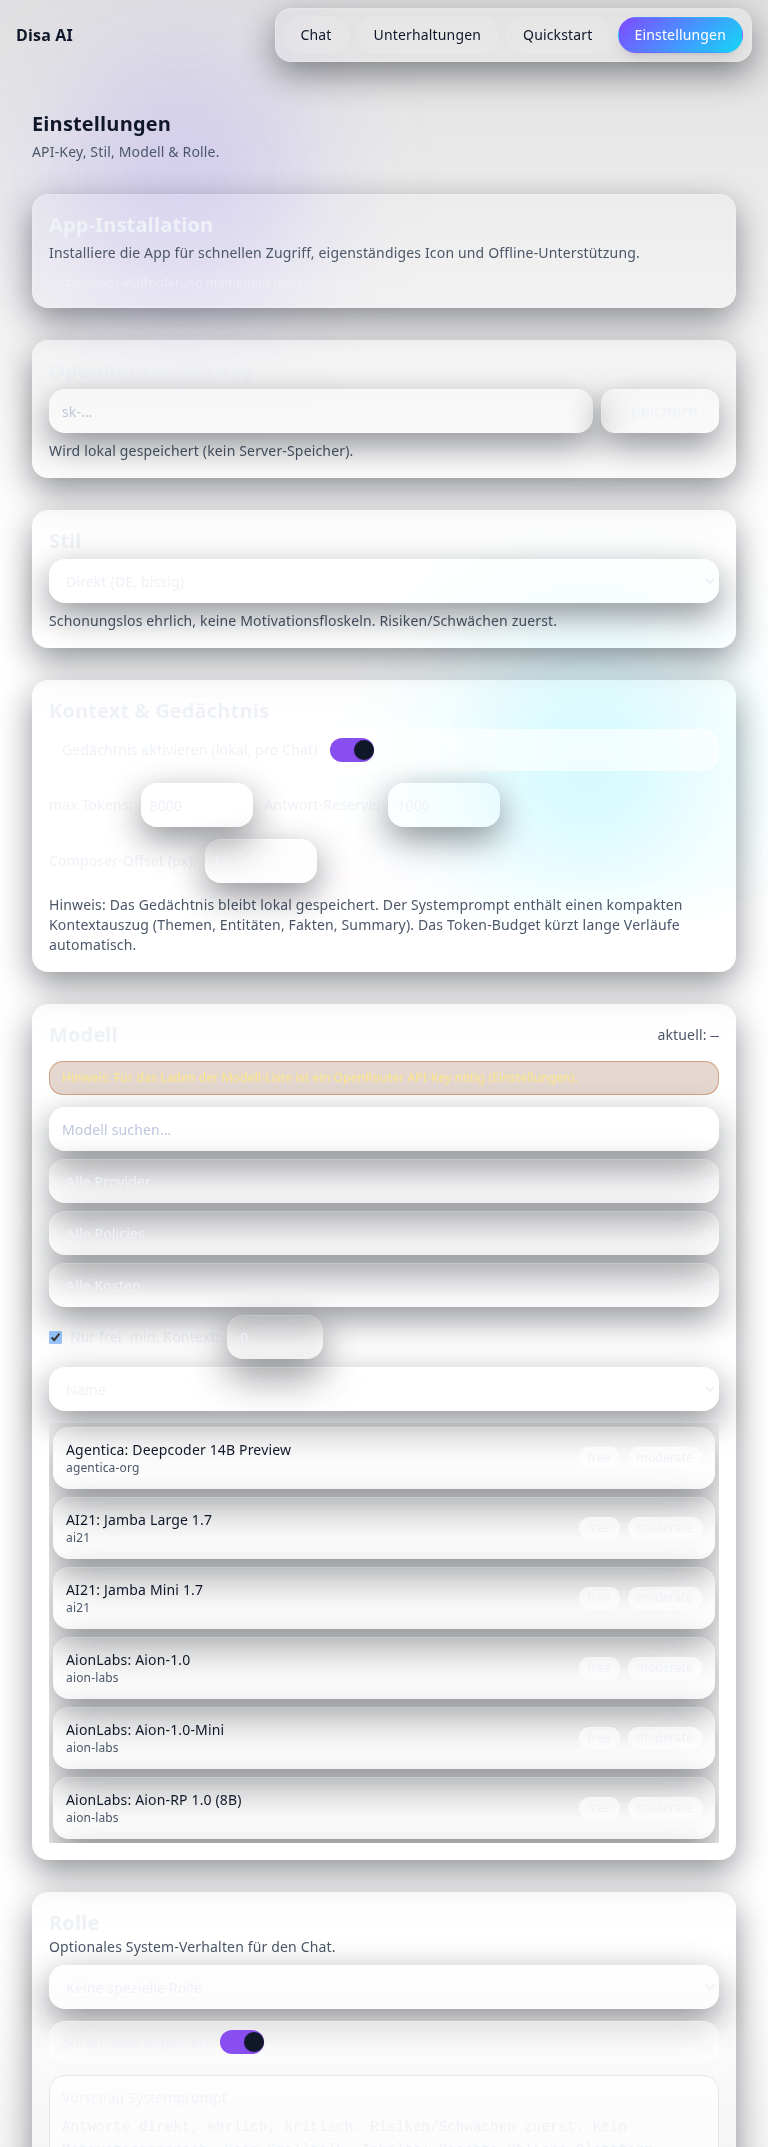 Disa AI
Chat
Unterhaltungen
Quickstart
Einstellungen
Einstellungen
API-Key, Stil, Modell & Rolle.
App-Installation
Installiere die App für schnellen Zugriff, eigenständiges Icon und Offline-Unterstützung.
Installations-Aufforderung momentan nicht
Key
sk-...
Speichern
Wird lokal gespeichert (kein Server-Speicher).
Stil
Direkt (DE, bissig)
Schonungslos ehrlich, keine Motivationsfloskeln. Risiken/Schwächen zuerst.
Kontext & Gedächtnis
Gedächtnis aktivieren (lokal, pro Chat)
max Tokens: 8000 Antwort-Reserve: 1000
Composer-Offset (px):
Hinweis: Das Gedächtnis bleibt lokal gespeichert. Der Systemprompt enthält einen kompakten
Kontextauszug (Themen, Entitäten, Fakten, Summary). Das Token-Budget kürzt lange Verläufe
automatisch.
Modell
aktuell: —
Hinweis: Für das Laden der Modell-Liste ist ein OpenRouter API-Key nötig (Einstellungen).
Modell suchen...
Alle Provider
Alle Policies
Alle Kosten
Nur frei min. Kontext: 0
Name
Agentica: Deepcoder 14B Preview
agentica-org
free moderate
AI21: Jamba Large 1.7
ai21
free moderate
AI21: Jamba Mini 1.7
ai21
free moderate
AionLabs: Aion-1.0
aion-labs
free moderate
AionLabs: Aion-1.0-Mini
aion-labs
free moderate
AionLabs: Aion-RP 1.0 (8B)
aion-labs
free moderate
Rolle
Optionales System-Verhalten für den Chat.
Keine spezielle Rolle
Vorschau Systemprompt
Antworte direkt, ehrlich, kritisch. Risiken/Schwächen zuerst. Kein